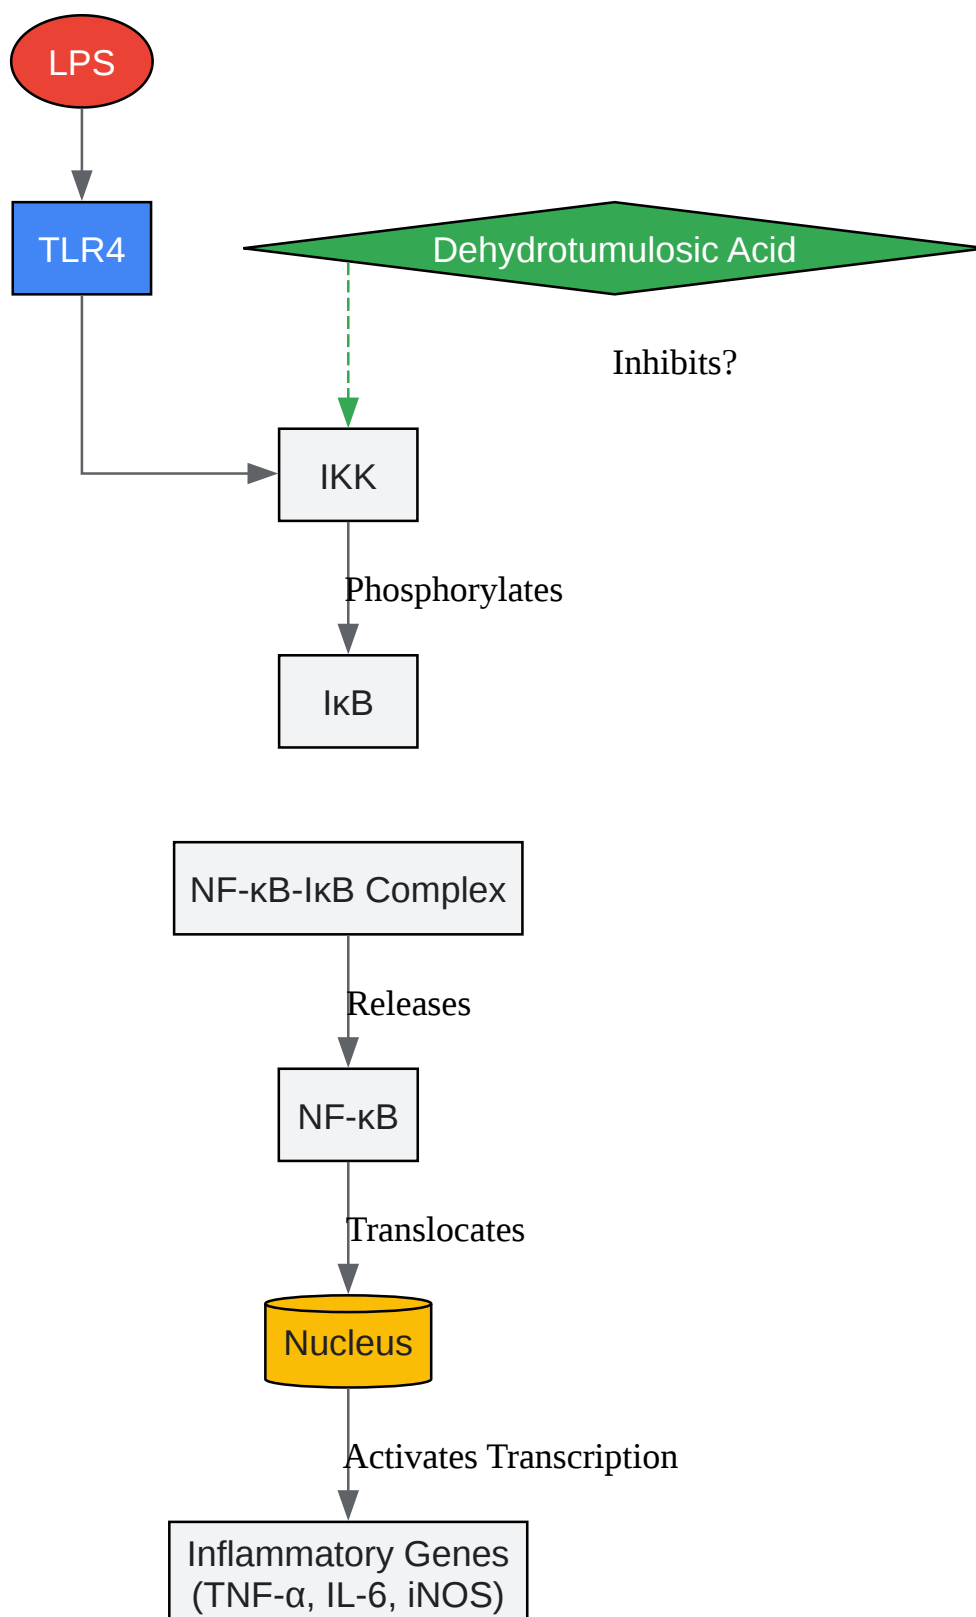 LPS
TLR4
Dehydrotumulosic Acid
Inhibits?
IKK
Phosphorylates
IκB
NF-κB-IκB Complex
Releases
NF-κB
Translocates
Nucleus
Activates Transcription
Inflammatory Genes
(TNF-α, IL-6, iNOS)